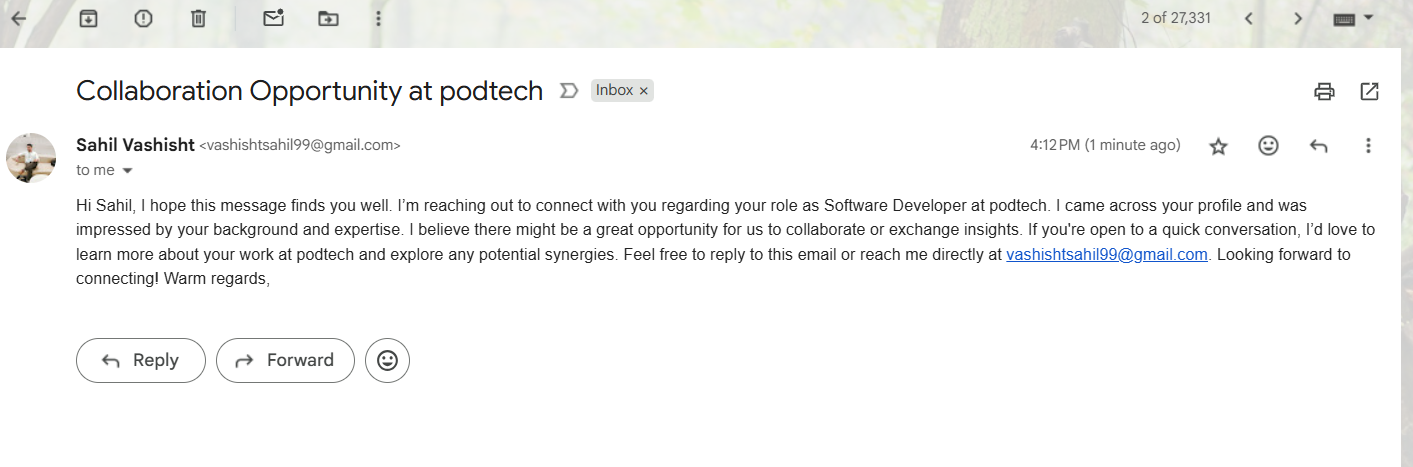 2 of 27,331
Collaboration Opportunity at podtech
Inbox ×
Sahil Vashisht <vashishtsahil99@gmail.com>
4:12 PM (1 minute ago)
to me
Hi Sahil, I hope this message finds you well. I’m reaching out to connect with you regarding your role as Software Developer at podtech. I came across your profile and was
impressed by your background and expertise. I believe there might be a great opportunity for us to collaborate or exchange insights. If you're open to a quick conversation, I’d love to
learn more about your work at podtech and explore any potential synergies. Feel free to reply to this email or reach me directly at vashishtsahil99@gmail.com. Looking forward to
connecting! Warm regards,
Reply
Forward